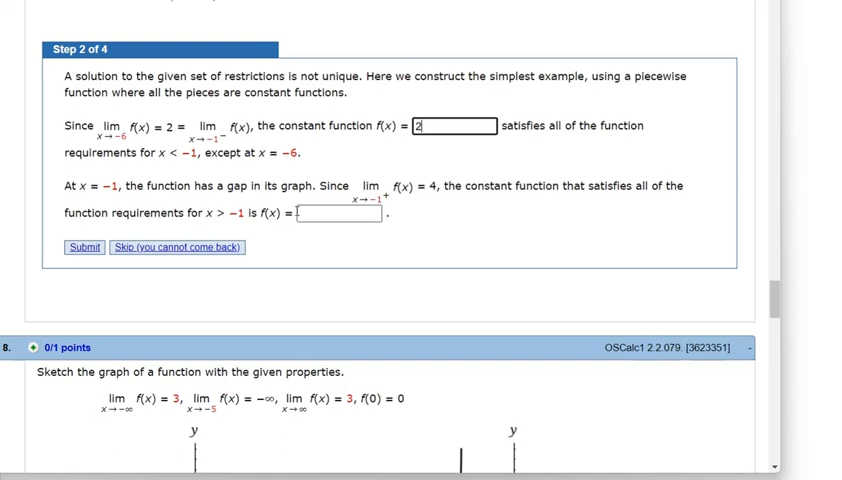 Step 2 of 4
A solution to the given set of restrictions is not unique. Here we construct the simplest example, using a piecewise
function where all the pieces are constant functions.
Since lim x→−6 f(x) = 2 = lim x→−1⁻ f(x), the constant function f(x) = 2 satisfies all of the function
requirements for x < −1, except at x = −6.
At x = −1, the function has a gap in its graph. Since lim x→−1⁺ f(x) = 4, the constant function that satisfies all of the
function requirements for x > −1 is f(x) = .
Submit Skip (you cannot come back)
8. + 0/1 points OSCalc1 2.2.079. [3623351] -
Sketch the graph of a function with the given properties.
lim x→−∞ f(x) = 3, lim x→−5 f(x) = −∞, lim x→∞ f(x) = 3, f(0) = 0
y y